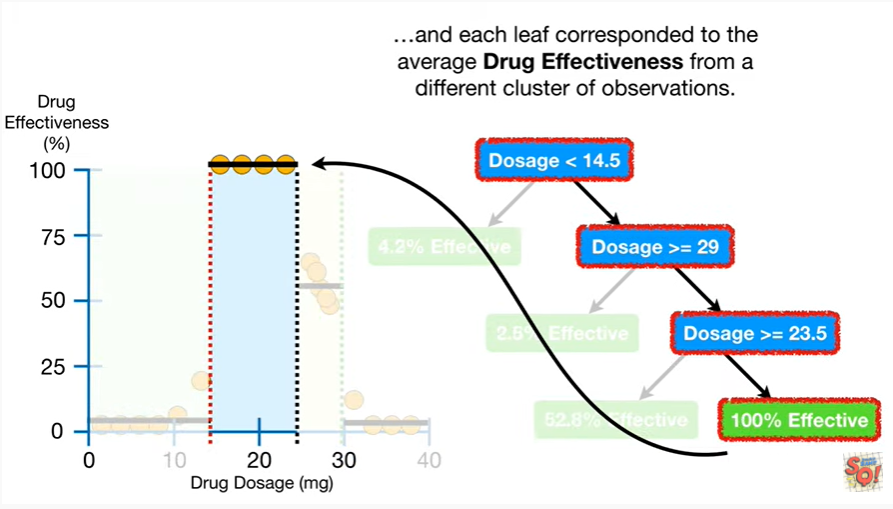 …and each leaf corresponded to the
average Drug Effectiveness from a
different cluster of observations.
Drug
Effectiveness
(%)
100
75
50
25
0
0
10
20
30
40
Drug Dosage (mg)
Dosage < 14.5
4.2% Effective
Dosage >= 29
2.5% Effective
Dosage >= 23.5
52.8% Effective
100% Effective
SQ!